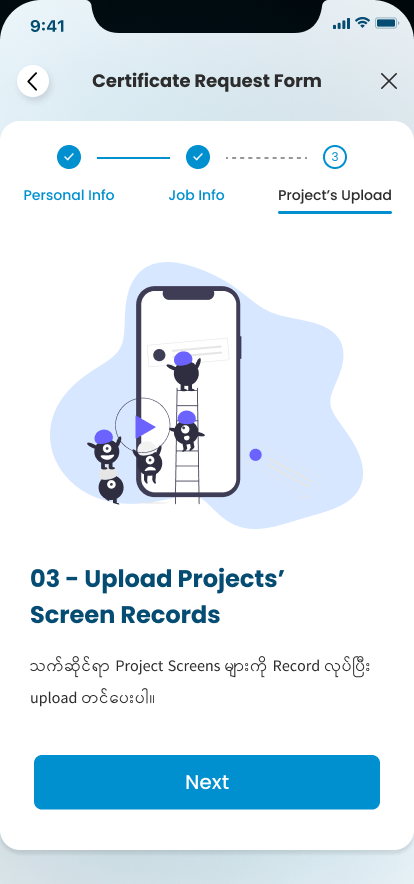 9:41
Certificate Request Form
3
Personal Info
Job Info
Project’s Upload
03 - Upload Projects’
Screen Records
သက်ဆိုင်ရာ Project Screens များကို Record လုပ်ပြီး
upload တင်ပေးပါ။
Next